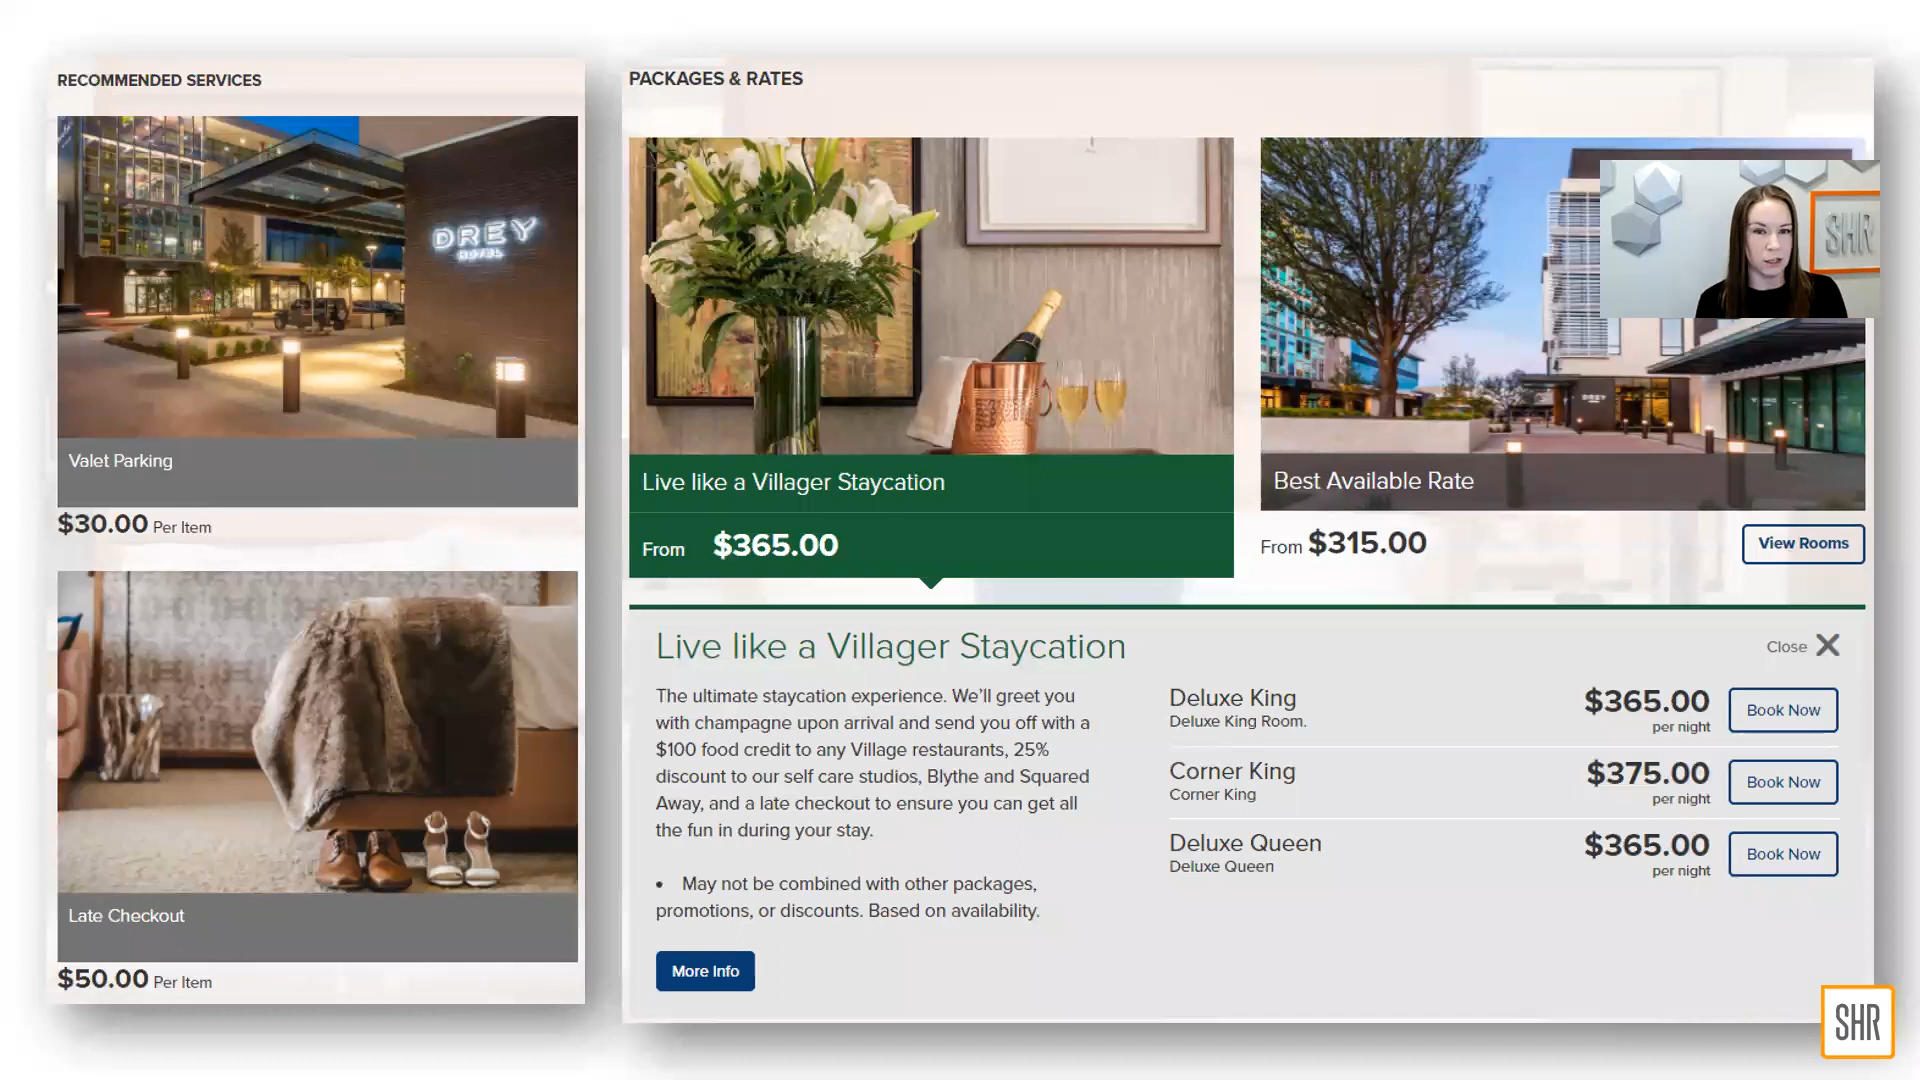 RECOMMENDED SERVICES
DREY
HOTEL
Valet Parking
$30.00 Per Item
Late Checkout
$50.00 Per Item
PACKAGES & RATES
Live like a Villager Staycation
From $365.00
SHR
DREY
Best Available Rate
From $315.00
View Rooms
Live like a Villager Staycation
Close
The ultimate staycation experience. We'll greet you
with champagne upon arrival and send you off with a
$100 food credit to any Village restaurants, 25%
discount to our self care studios, Blythe and Squared
Away, and a late checkout to ensure you can get all
the fun in during your stay.
• May not be combined with other packages,
promotions, or discounts. Based on availability.
More Info
Deluxe King
Deluxe King Room.
$365.00
per night
Book Now
Corner King
Corner King
$375.00
per night
Book Now
Deluxe Queen
Deluxe Queen
$365.00
per night
Book Now
SHR